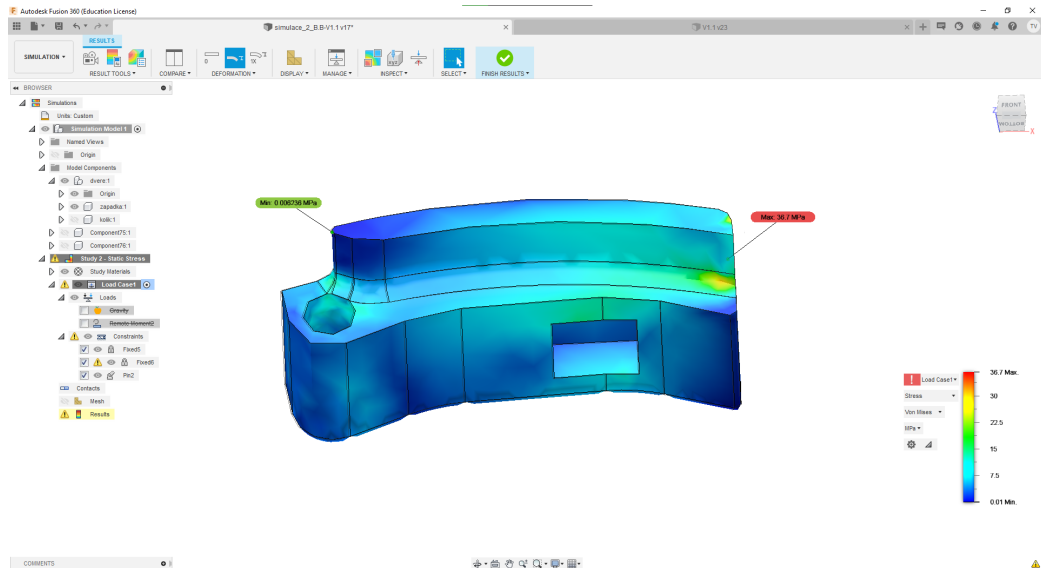 Autodesk Fusion 360 (Education License)
simulace_2_B.B-V1.1 v17*
V1.1 v23
TV
RESULTS
SIMULATION
RESULT TOOLS
COMPARE
0
1X
DEFORMATION
DISPLAY
MANAGE
INSPECT
SELECT
FINISH RESULTS
BROWSER
Simulations
Units: Custom
Simulation Model 1
Named Views
Origin
Model Components
dvere:1
Origin
zapadka:1
kolik:1
Component75:1
Component76:1
Study 2 - Static Stress
Study Materials
Load Case1
Loads
Gravity
Remote Moment2
Constraints
Fixed5
Fixed6
Pin2
Contacts
Mesh
Results
Min: 0.006236 MPa
Max: 36.7 MPa
FRONT
BOTTOM
Z
X
Load Case1
Stress
Von Mises
MPa
36.7 Max.
30
22.5
15
7.5
0.01 Min.
COMMENTS